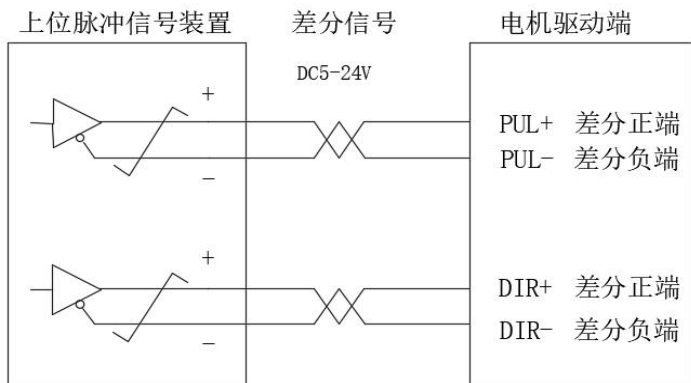 上位脉冲信号装置 差分信号 电机驱动端
DC5-24V
+
PUL+ 差分正端
PUL- 差分负端
−
+
DIR+ 差分正端
DIR- 差分负端
−